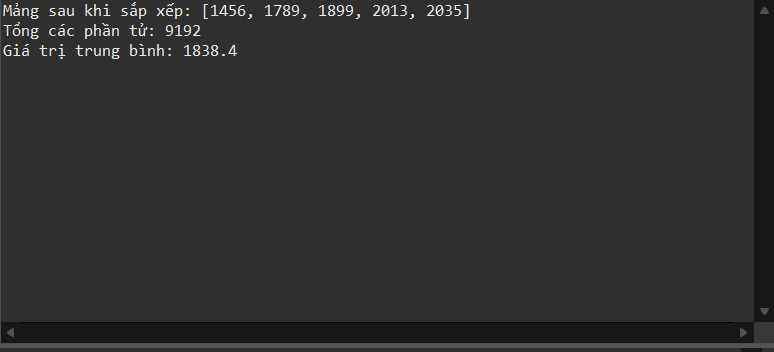 Mảng sau khi sắp xếp: [1456, 1789, 1899, 2013, 2035]
Tổng các phần tử: 9192
Giá trị trung bình: 1838.4